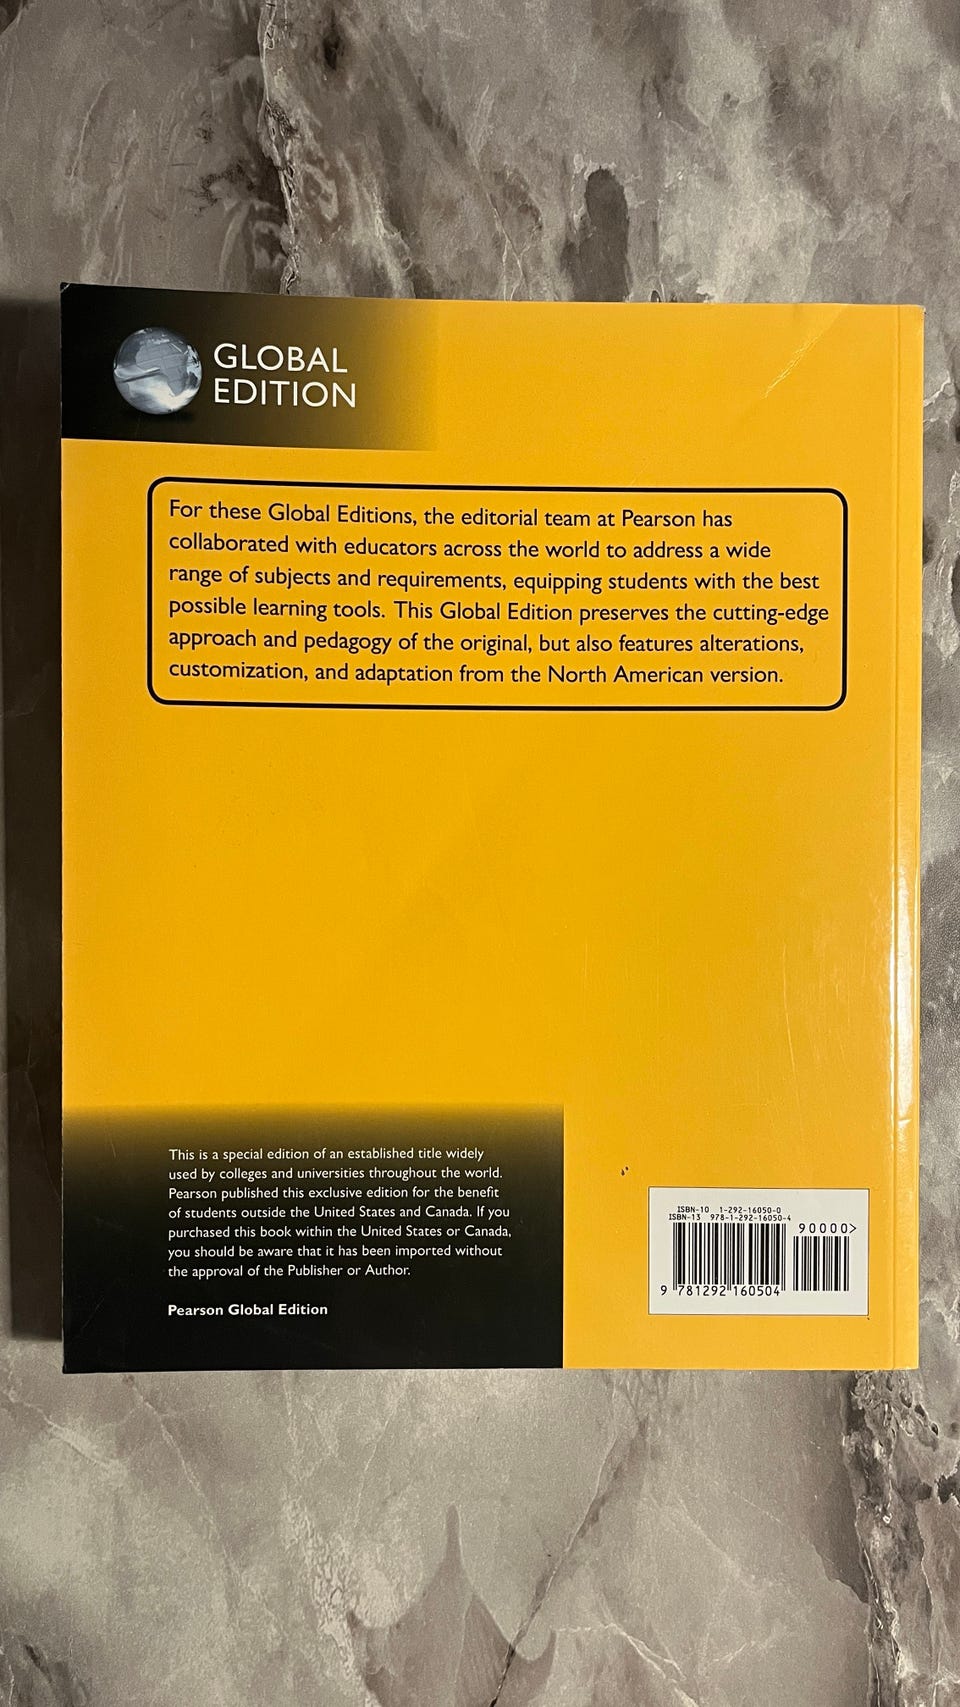 GLOBAL
EDITION
For these Global Editions, the editorial team at Pearson has
collaborated with educators across the world to address a wide
range of subjects and requirements, equipping students with the best
possible learning tools. This Global Edition preserves the cutting-edge
approach and pedagogy of the original, but also features alterations,
customization, and adaptation from the North American version.
This is a special edition of an established title widely
used by colleges and universities throughout the world.
Pearson published this exclusive edition for the benefit
of students outside the United States and Canada. If you
purchased this book within the United States or Canada,
you should be aware that it has been imported without
the approval of the Publisher or Author.
Pearson Global Edition
ISBN-10 1-292-16050-0
ISBN-13 978-1-292-16050-4
90000>
9 781292 160504